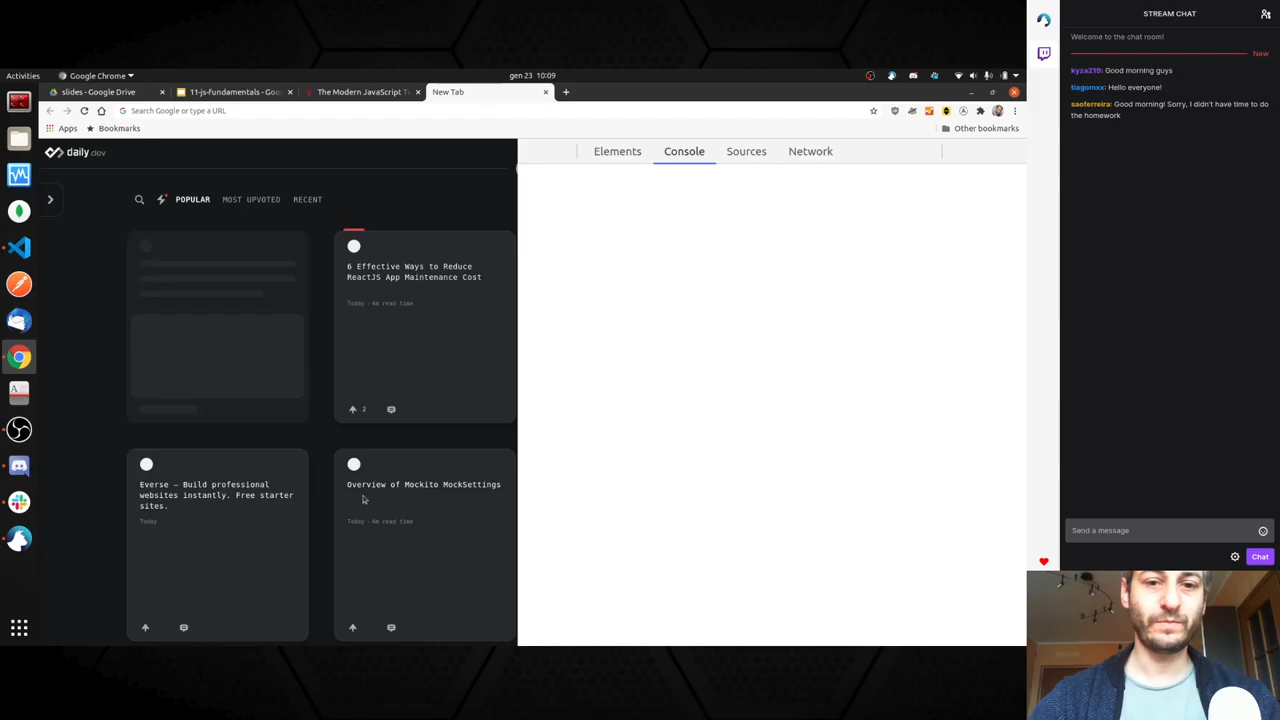 Activities
Google Chrome
gen 23 10:09
slides - Google Drive
11-js-fundamentals - Goo
The Modern JavaScript T
New Tab
Search Google or type a URL
Apps
Bookmarks
Other bookmarks
daily.dev
POPULAR
MOST UPVOTED
RECENT
6 Effective Ways to Reduce
ReactJS App Maintenance Cost
Today · 4m read time
2
Everse — Build professional
websites instantly. Free starter
sites.
Today
Overview of Mockito MockSettings
Today · 4m read time
Elements
Console
Sources
Network
STREAM CHAT
Welcome to the chat room!
New
kyza219: Good morning guys
tiagomxx: Hello everyone!
saoferreira: Good morning! Sorry, I didn't have time to do
the homework
Send a message
Chat